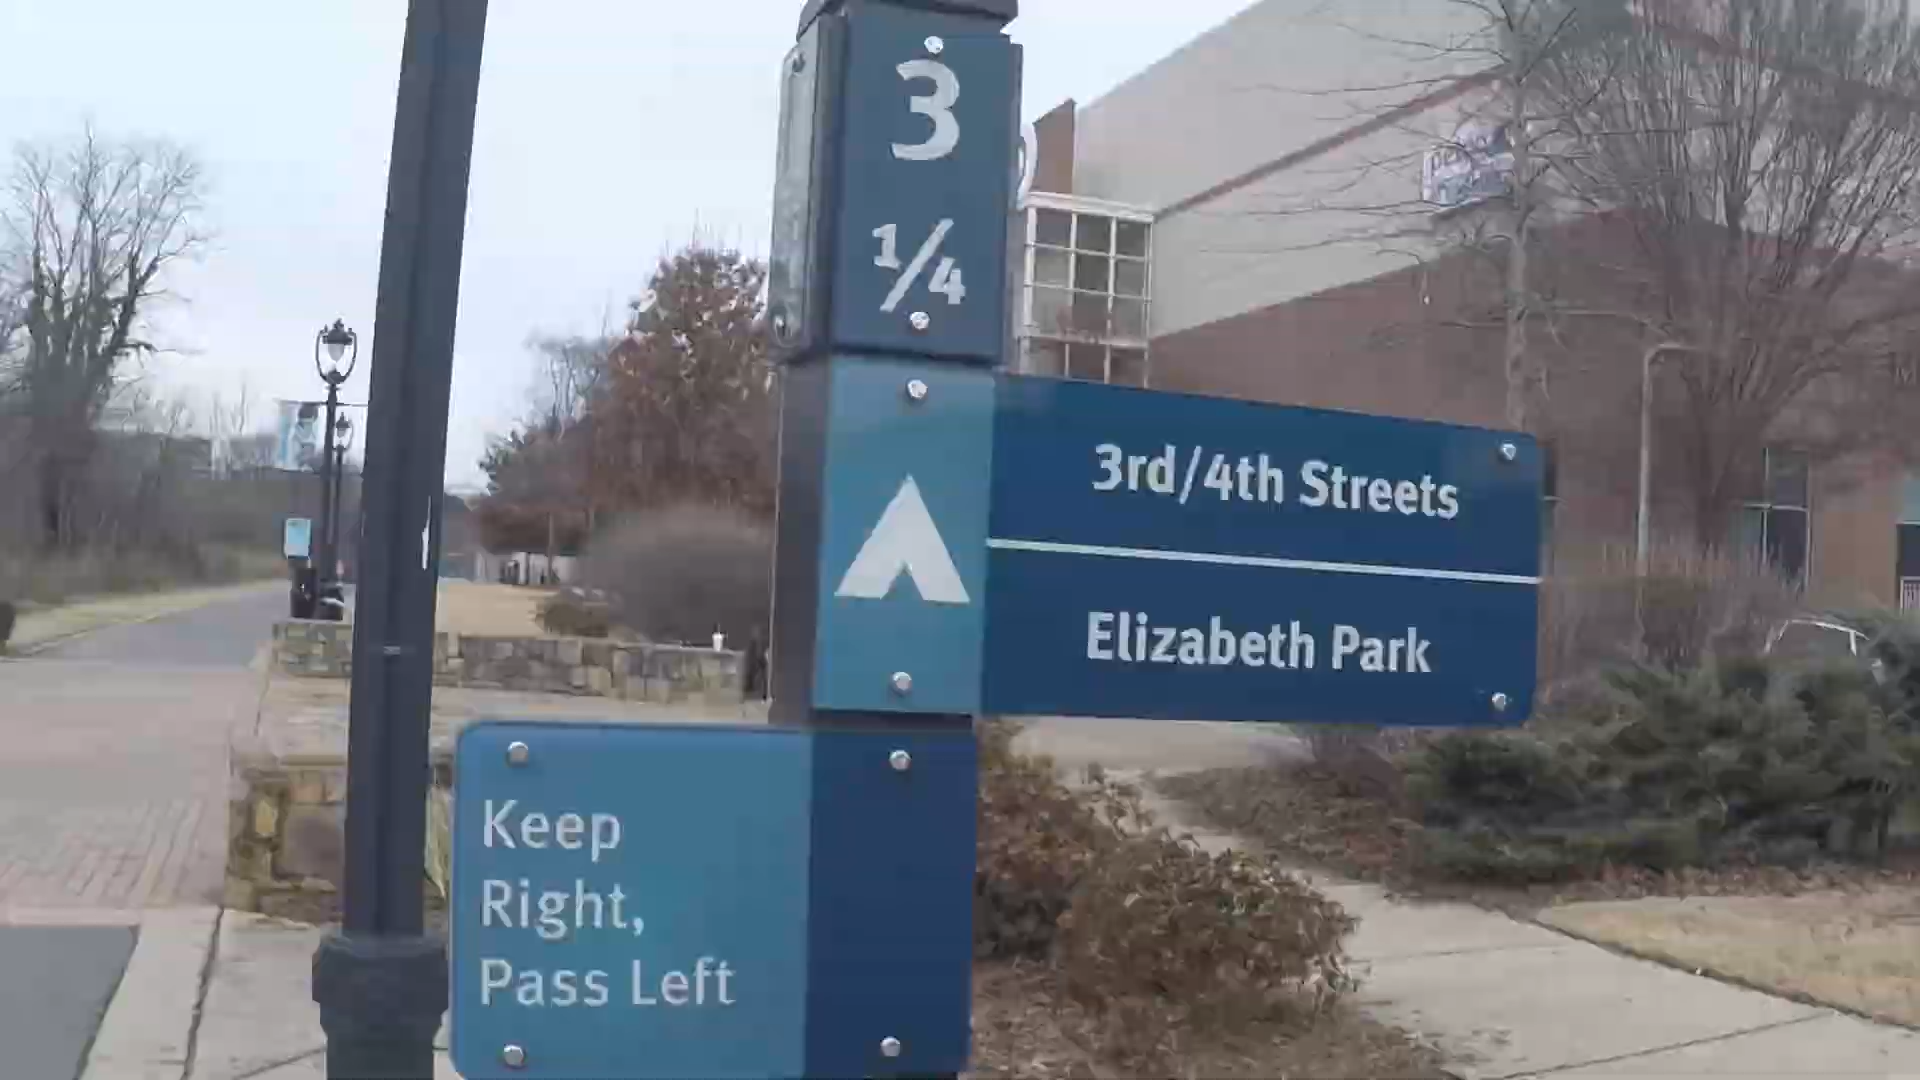 3
1/4
3rd/4th Streets
Elizabeth Park
Keep
Right,
Pass Left